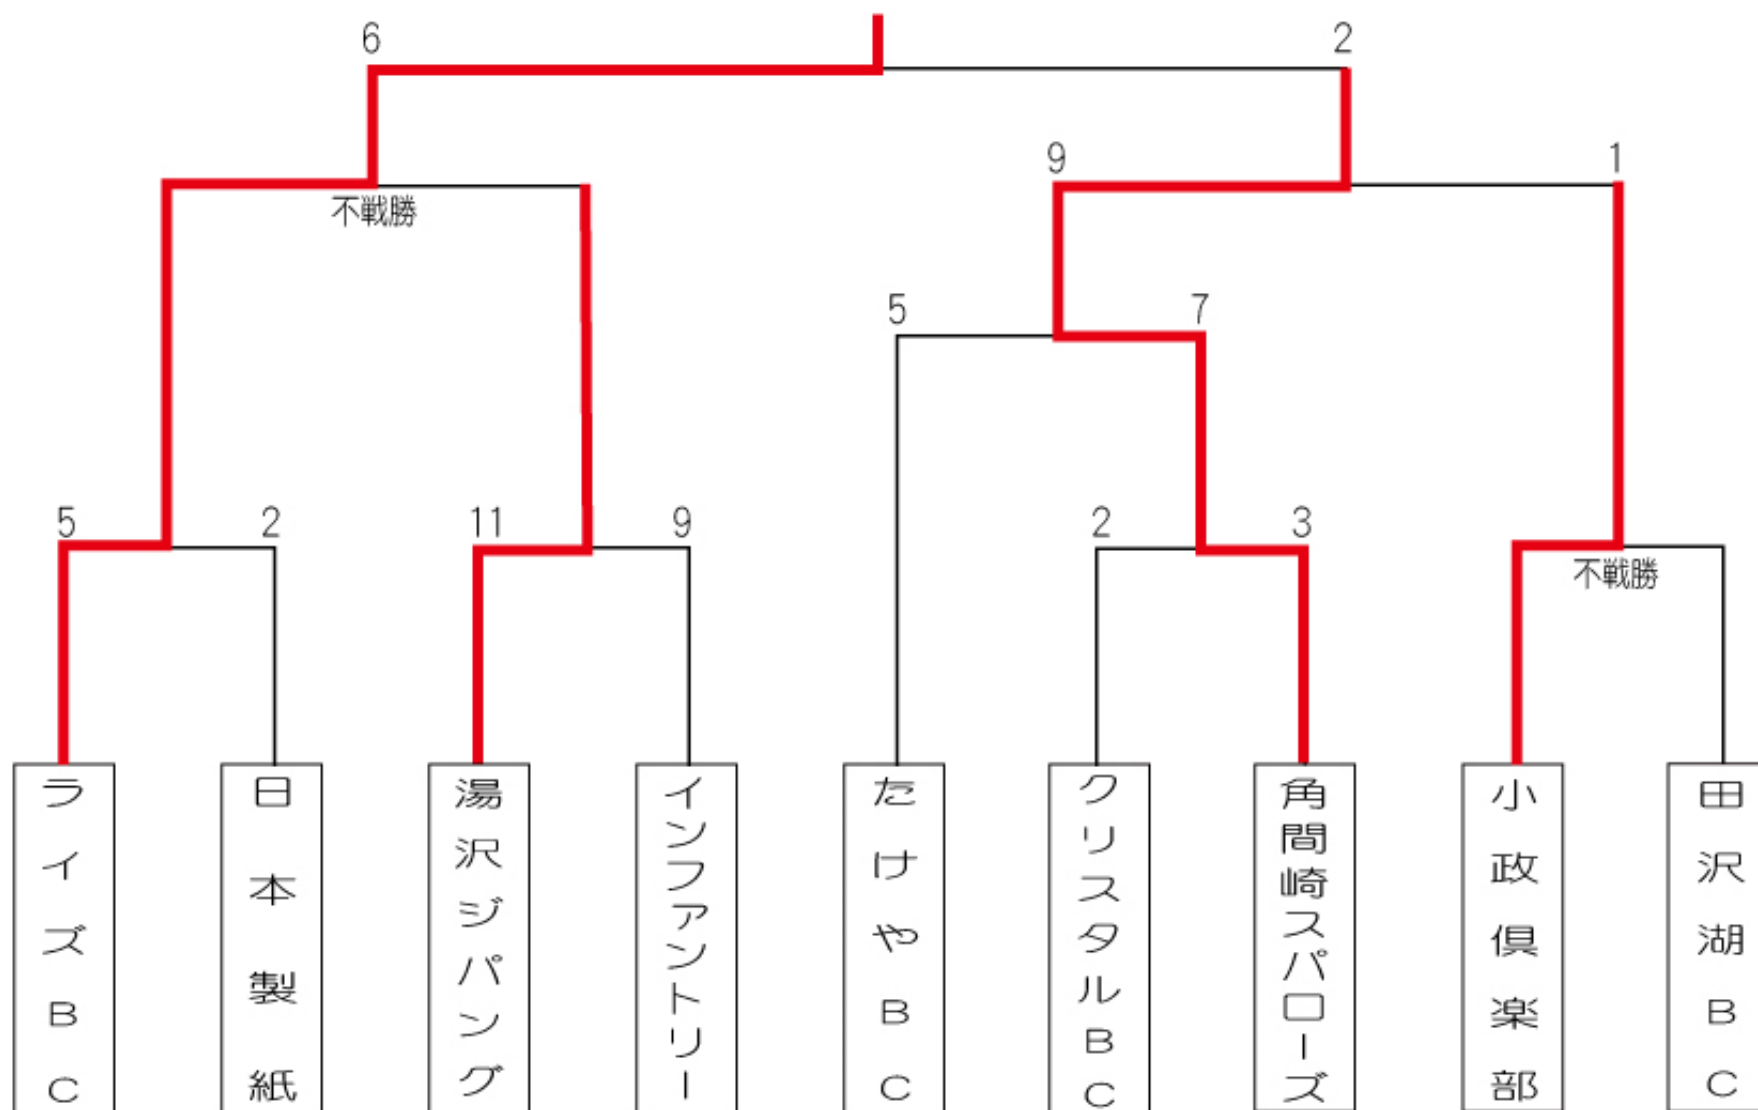 6
2
9
1
不戦勝
5
7
5
2
11
9
2
3
不戦勝
ライズBC
日本製紙
湯沢ジパング
インファントリー
たけやBC
クリスタルBC
角間崎スパローズ
小政倶楽部
田沢湖BC